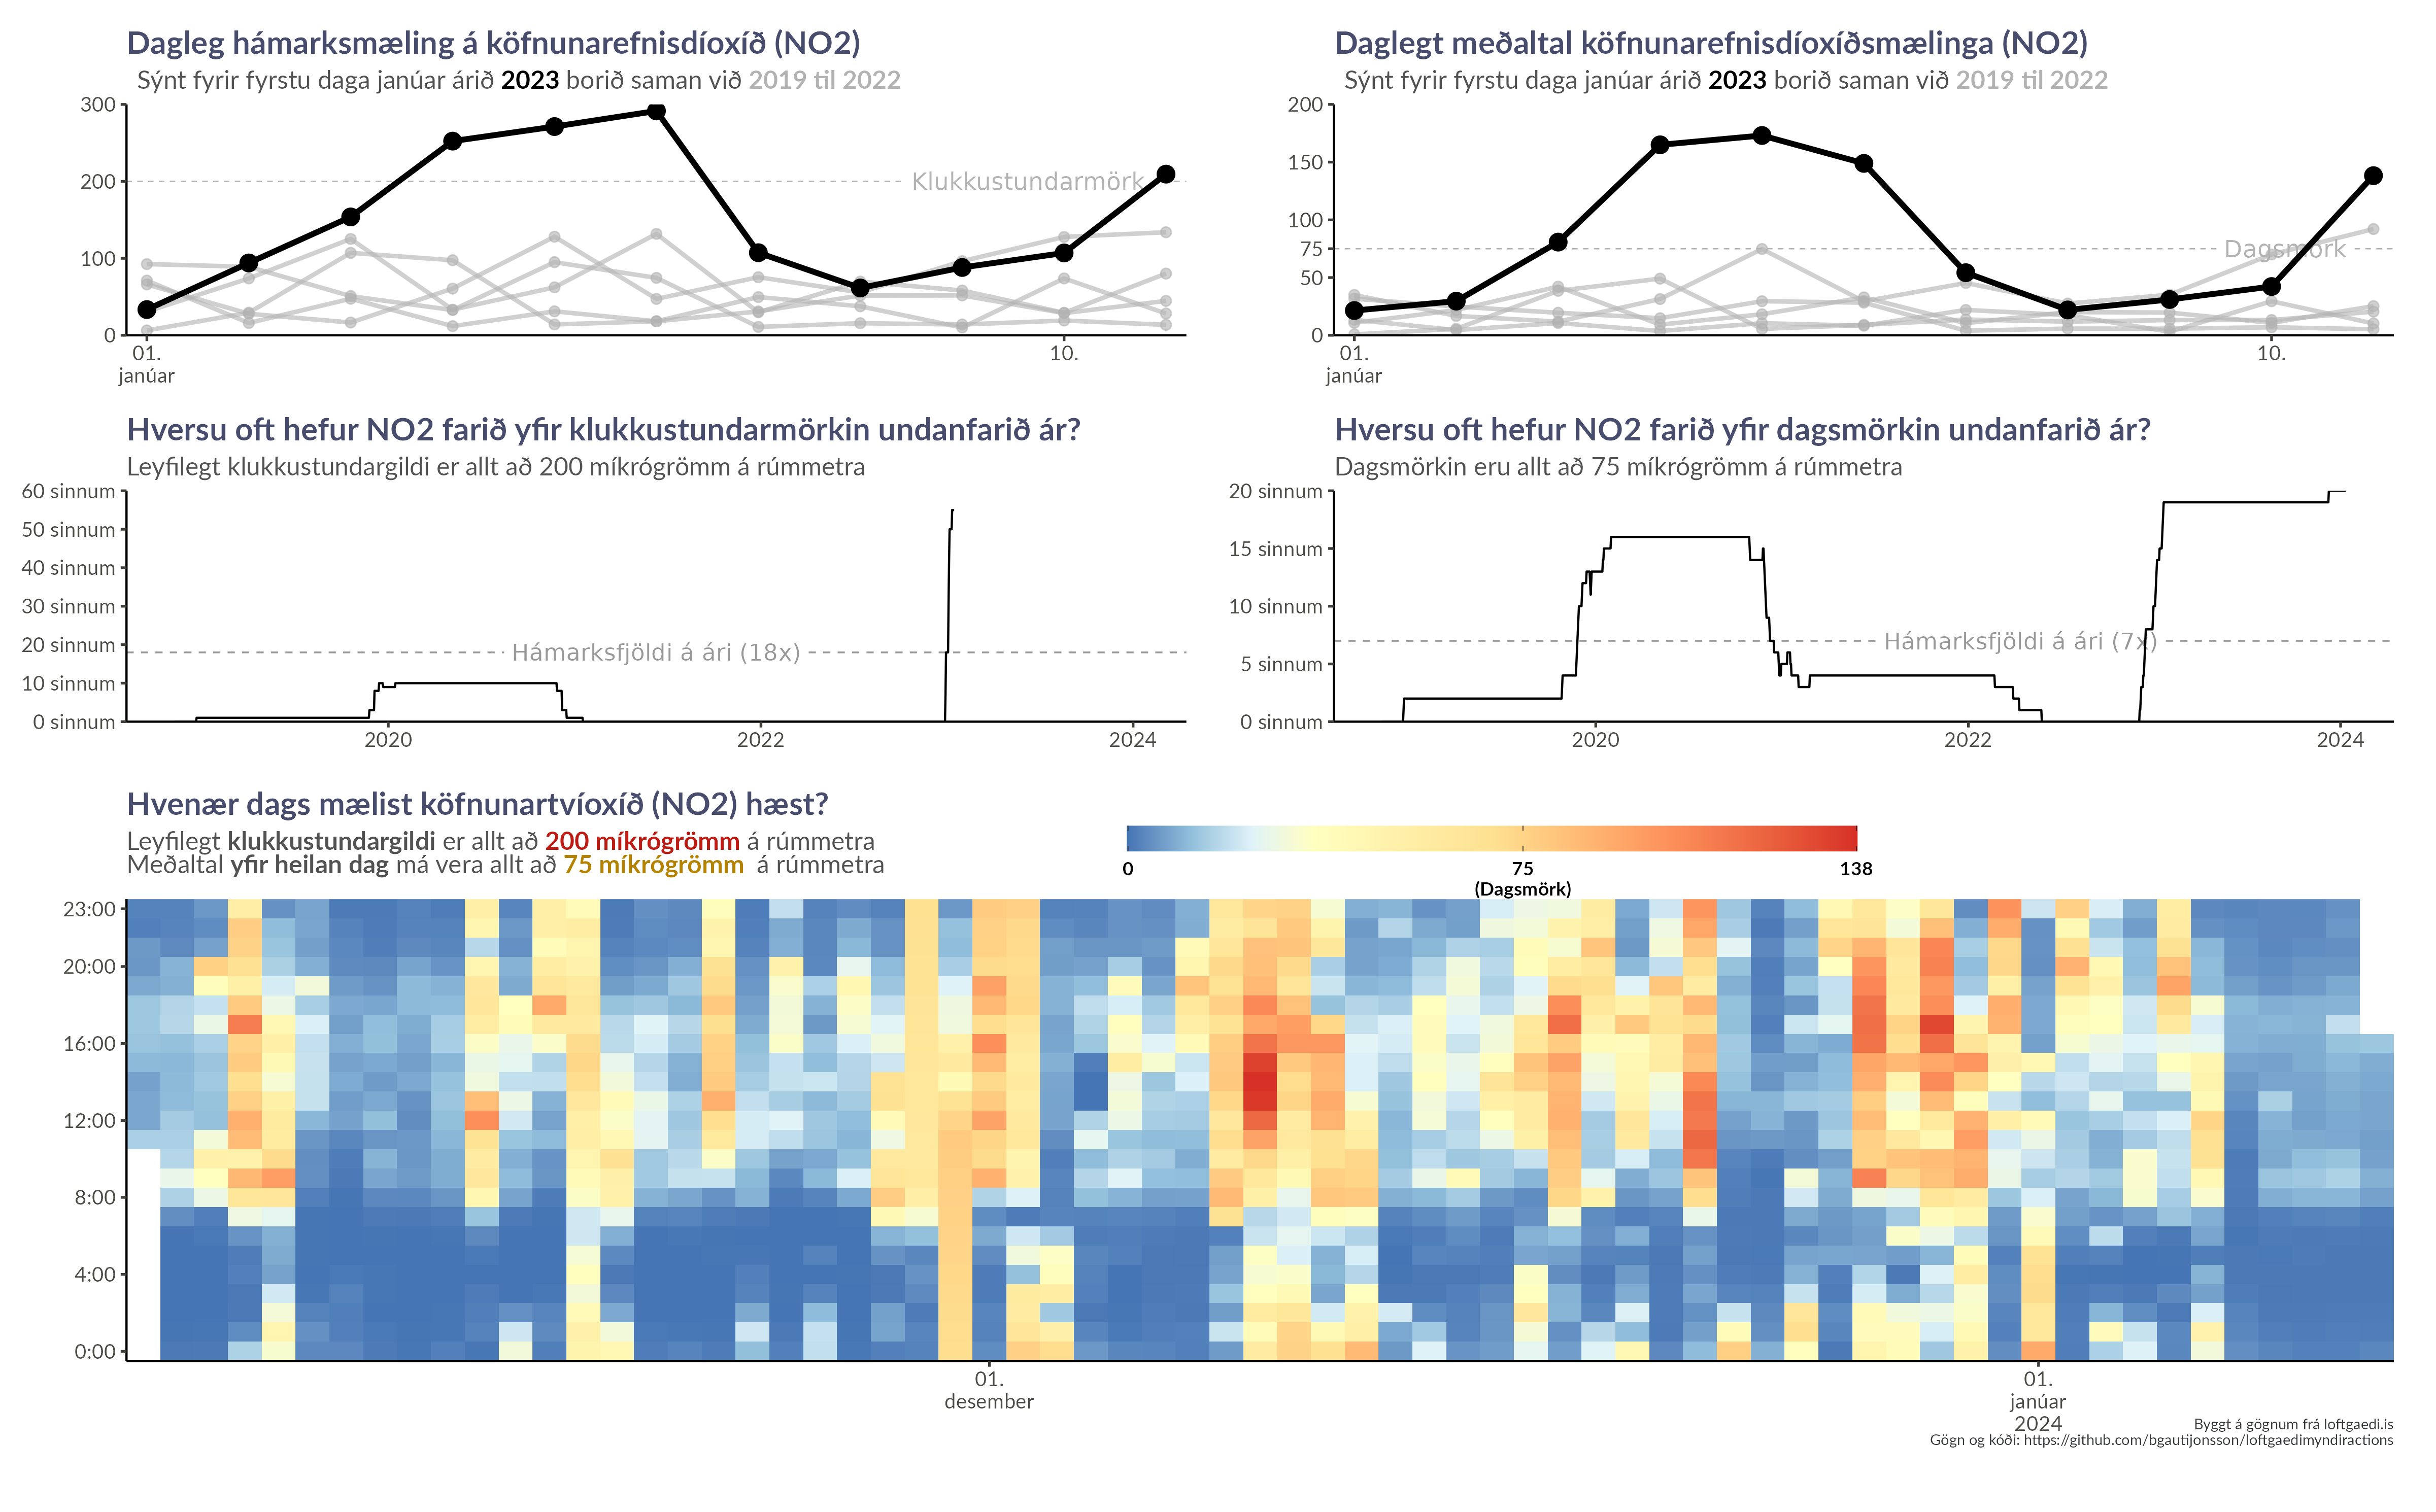 Dagleg hámarksmæling á köfnunarefnisdíoxíð (NO2)
Sýnt fyrir fyrstu daga janúar árið 2023 borið saman við 2019 til 2022
300
200
100
0
Klukkustundarmörk
01.
janúar
10.
Daglegt meðaltal köfnunarefnisdíoxíðsmælinga (NO2)
Sýnt fyrir fyrstu daga janúar árið 2023 borið saman við 2019 til 2022
200
150
100
75
50
0
Dagsmörk
01.
janúar
10.
Hversu oft hefur NO2 farið yfir klukkustundarmörkin undanfarið ár?
Leyfilegt klukkustundargildi er allt að 200 míkrógrömm á rúmmetra
60 sinnum
50 sinnum
40 sinnum
30 sinnum
20 sinnum
10 sinnum
0 sinnum
Hámarksfjöldi á ári (18x)
2020
2022
2024
Hversu oft hefur NO2 farið yfir dagsmörkin undanfarið ár?
Dagsmörkin eru allt að 75 míkrógrömm á rúmmetra
20 sinnum
15 sinnum
10 sinnum
5 sinnum
0 sinnum
Hámarksfjöldi á ári (7x)
2020
2022
2024
Hvenær dags mælist köfnunartvíoxíð (NO2) hæst?
Leyfilegt klukkustundargildi er allt að 200 míkrógrömm á rúmmetra
Meðaltal yfir heilan dag má vera allt að 75 míkrógrömm á rúmmetra
0
75
(Dagsmörk)
138
23:00
20:00
16:00
12:00
8:00
4:00
0:00
01.
desember
01.
janúar
2024
Byggt á gögnum frá loftgaedi.is
Gögn og kóði: https://github.com/bgautijonsson/loftgaedimyndiractions